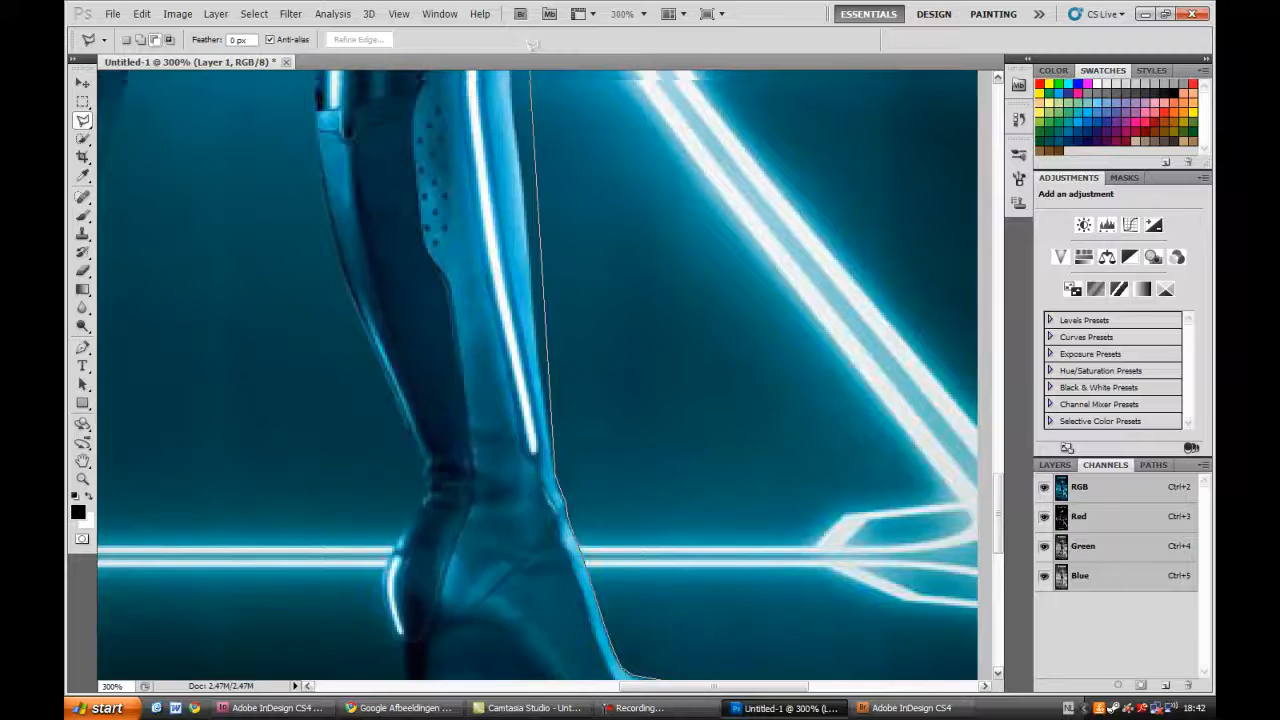 Ps File Edit Image Layer Select Filter Analysis 3D View Window Help Br Mb 300% ESSENTIALS DESIGN PAINTING CS Live
Feather: 0 px Anti-alias Refine Edge...
Untitled-1 @ 300% (Layer 1, RGB/8) *
COLOR SWATCHES STYLES
ADJUSTMENTS MASKS
Add an adjustment
Levels Presets
Curves Presets
Exposure Presets
Hue/Saturation Presets
Black & White Presets
Channel Mixer Presets
Selective Color Presets
LAYERS CHANNELS PATHS
RGB Ctrl+2
Red Ctrl+3
Green Ctrl+4
Blue Ctrl+5
300% Doc: 2.47M/2.47M
start Adobe InDesign CS4 ... Google Afbeeldingen ... Camtasia Studio - Unt... Recording... Untitled-1 @ 300% (L... Adobe InDesign CS4 NL 18:42